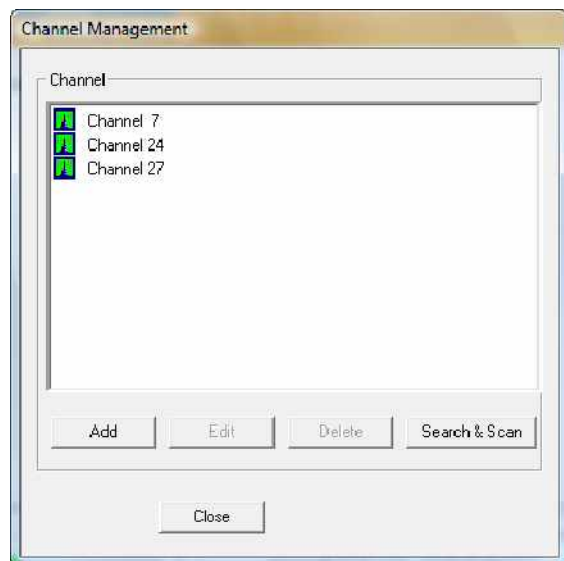 Channel Management
Channel
Channel 7
Channel 24
Channel 27
Add Edit Delete Search & Scan
Close